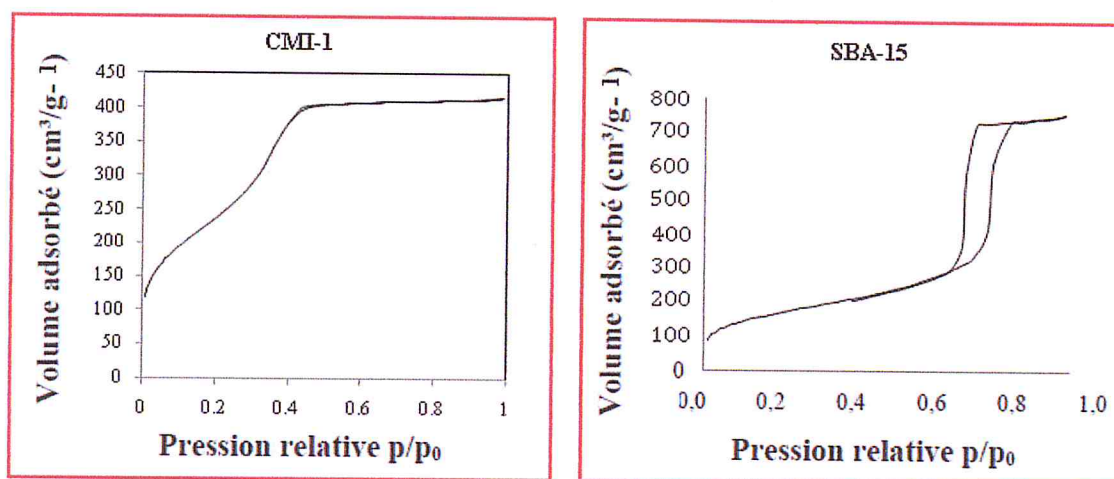 CMI-1
Volume adsorbé (cm³/g- 1)
450
400
350
300
250
200
150
100
50
0
0 0.2 0.4 0.6 0.8 1
Pression relative p/p₀
SBA-15
Volume adsorbé (cm³/g- 1)
800
700
600
500
400
300
200
100
0
0,0 0,2 0,4 0,6 0,8 1,0
Pression relative p/p₀